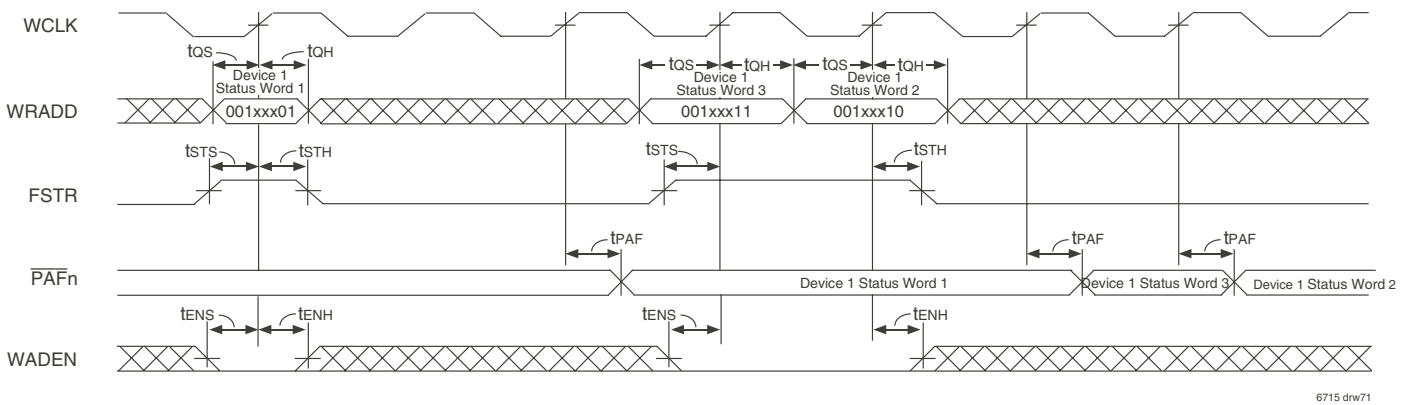 WCLK
tQS
tQH
tQS
tQH
tQS
tQH
Device 1
Status Word 1
Device 1
Status Word 3
Device 1
Status Word 2
WRADD
001xxx01
001xxx11
001xxx10
tSTS
tSTH
tSTS
tSTH
FSTR
tPAF
tPAF
tPAF
PAFn
Device 1 Status Word 1
Device 1 Status Word 3
Device 1 Status Word 2
tENS
tENH
tENS
tENH
WADEN
6715 drw71